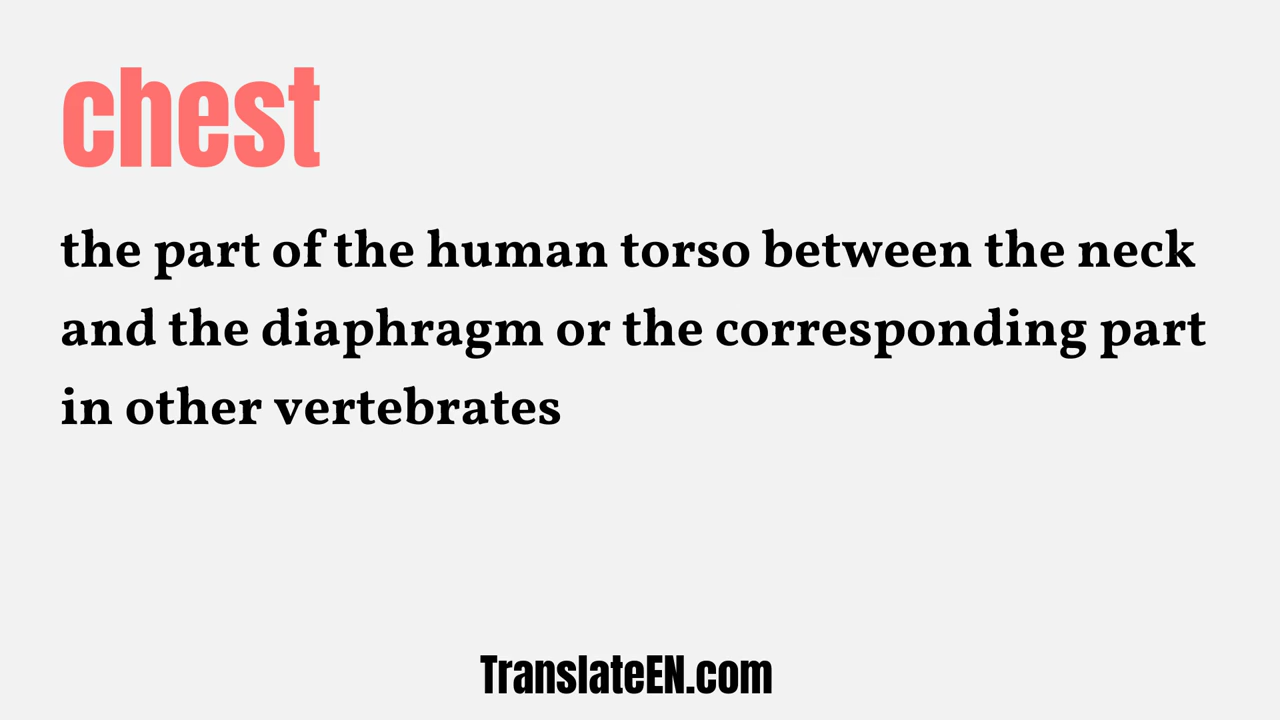 chest
the part of the human torso between the neck
and the diaphragm or the corresponding part
in other vertebrates
TranslateEN.com